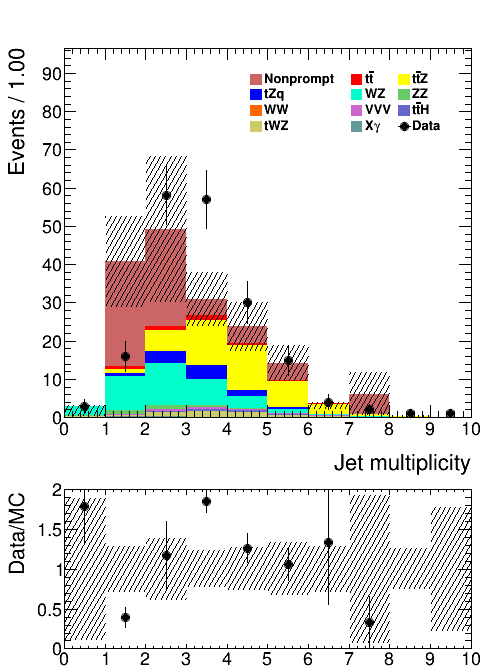 Events / 1.00
90
80
70
60
50
40
30
20
10
0
Nonprompt tt̄ tt̄Z
tZq WZ ZZ
WW VVV tt̄H
tWZ Xγ Data
0 1 2 3 4 5 6 7 8 9 10
Jet multiplicity
Data/MC
2
1.5
1
0.5
0
0 1 2 3 4 5 6 7 8 9 10